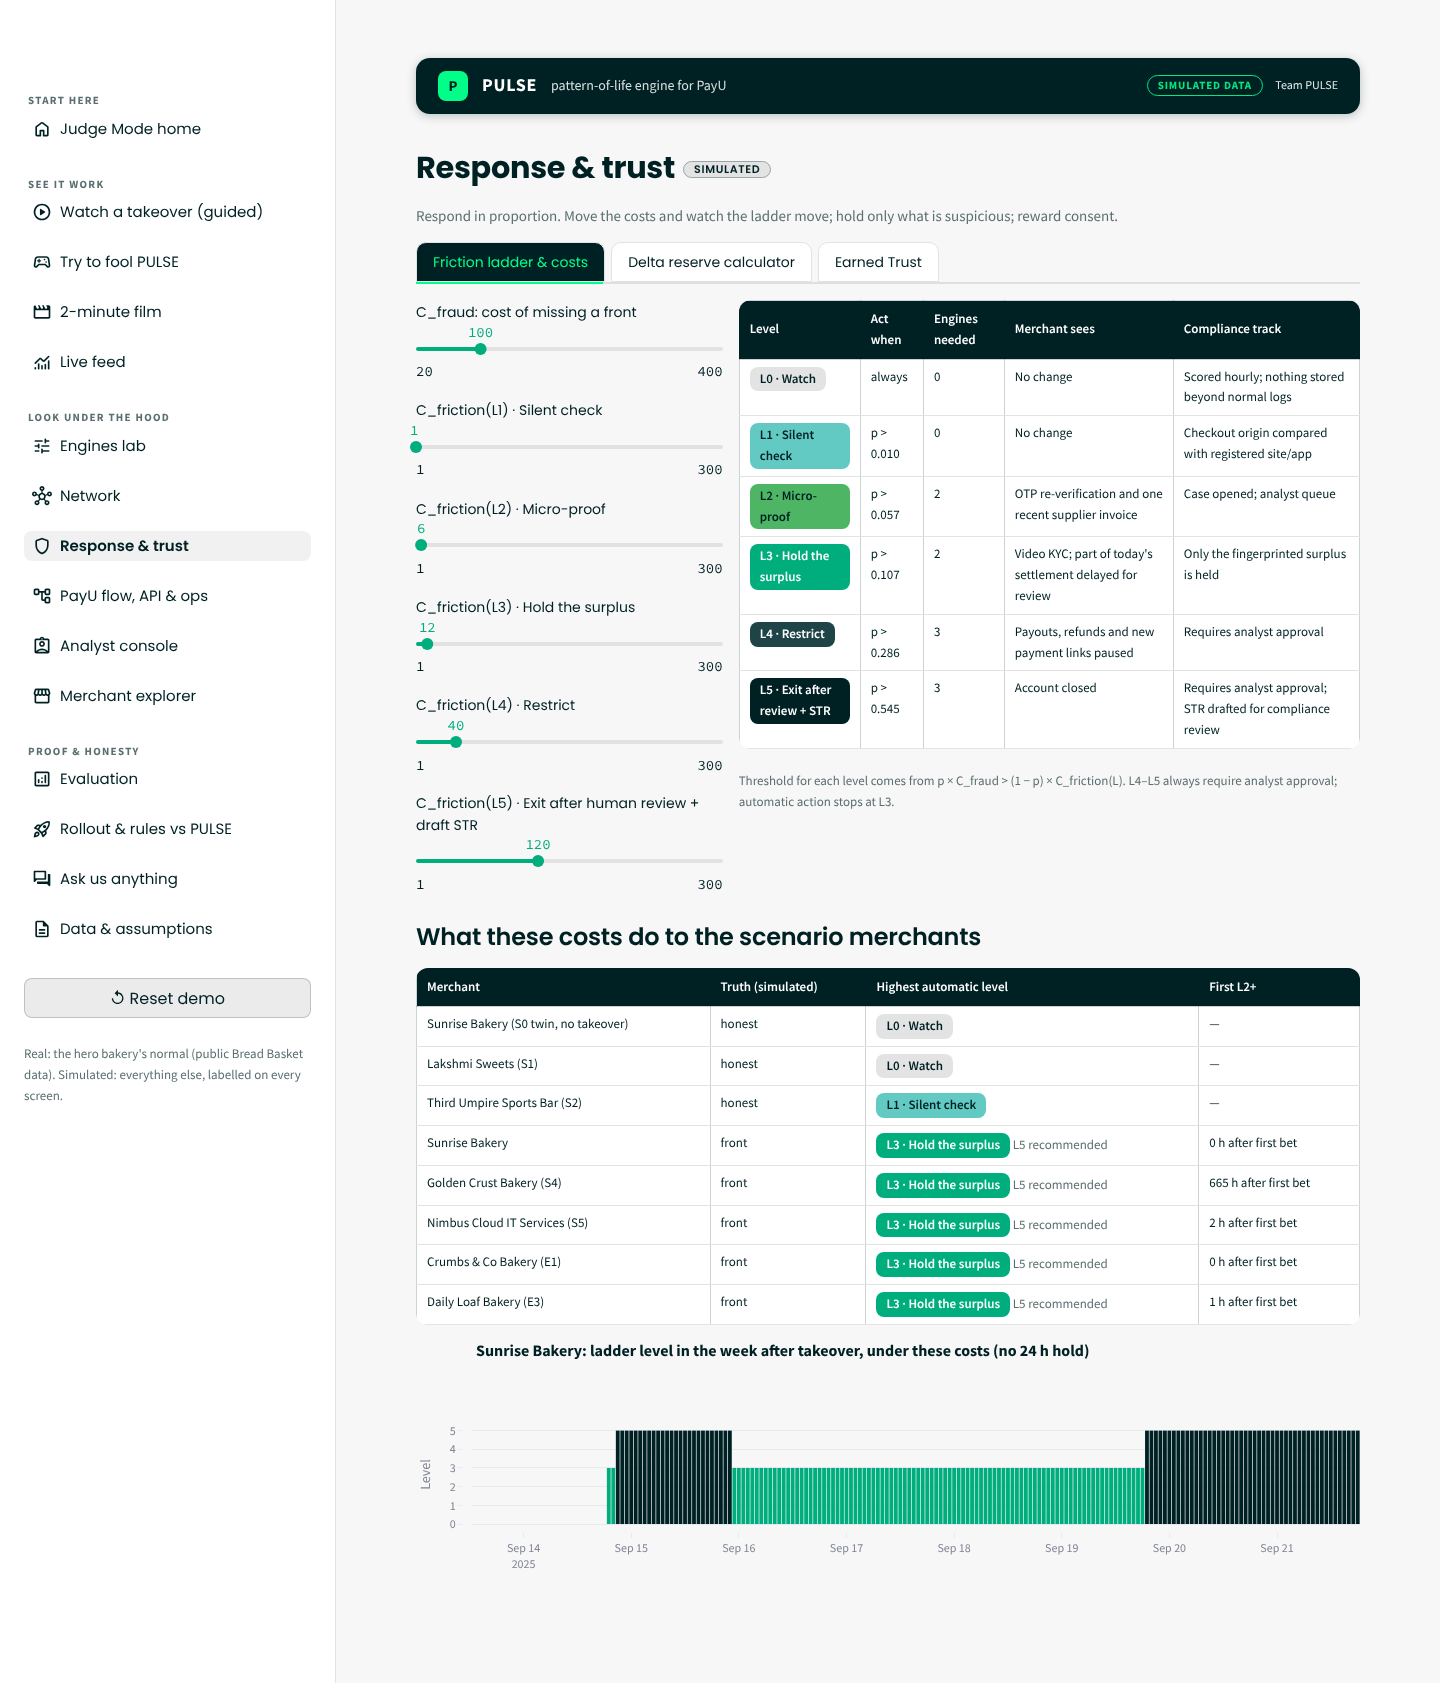 START HERE
Judge Mode home
SEE IT WORK
Watch a takeover (guided)
Try to fool PULSE
2-minute film
Live feed
LOOK UNDER THE HOOD
Engines lab
Network
Response & trust
PayU flow, API & ops
Analyst console
Merchant explorer
PROOF & HONESTY
Evaluation
Rollout & rules vs PULSE
Ask us anything
Data & assumptions
Reset demo
Real: the hero bakery's normal (public Bread Basket
data). Simulated: everything else, labelled on every
screen.
P PULSE pattern-of-life engine for PayU SIMULATED DATA Team PULSE
Response & trust SIMULATED
Respond in proportion. Move the costs and watch the ladder move; hold only what is suspicious; reward consent.
Friction ladder & costs Delta reserve calculator Earned Trust
C_fraud: cost of missing a front
100
20 400
C_friction(L1) · Silent check
1
1 300
C_friction(L2) · Micro-proof
6
1 300
C_friction(L3) · Hold the surplus
12
1 300
C_friction(L4) · Restrict
40
1 300
C_friction(L5) · Exit after human review +
draft STR
120
1 300
Level Act when Engines needed Merchant sees Compliance track
L0 · Watch always 0 No change Scored hourly; nothing stored
beyond normal logs
L1 · Silent check p > 0.010 0 No change Checkout origin compared
with registered site/app
L2 · Micro-proof p > 0.057 2 OTP re-verification and one
recent supplier invoice Case opened; analyst queue
L3 · Hold the surplus p > 0.107 2 Video KYC; part of today's
settlement delayed for
review Only the fingerprinted surplus
is held
L4 · Restrict p > 0.286 3 Payouts, refunds and new
payment links paused Requires analyst approval
L5 · Exit after review + STR p > 0.545 3 Account closed Requires analyst approval;
STR drafted for compliance
review
Threshold for each level comes from p × C_fraud > (1 − p) × C_friction(L). L4–L5 always require analyst approval;
automatic action stops at L3.
What these costs do to the scenario merchants
Merchant Truth (simulated) Highest automatic level First L2+
Sunrise Bakery (S0 twin, no takeover) honest L0 · Watch —
Lakshmi Sweets (S1) honest L0 · Watch —
Third Umpire Sports Bar (S2) honest L1 · Silent check —
Sunrise Bakery front L3 · Hold the surplus L5 recommended 0 h after first bet
Golden Crust Bakery (S4) front L3 · Hold the surplus L5 recommended 665 h after first bet
Nimbus Cloud IT Services (S5) front L3 · Hold the surplus L5 recommended 2 h after first bet
Crumbs & Co Bakery (E1) front L3 · Hold the surplus L5 recommended 0 h after first bet
Daily Loaf Bakery (E3) front L3 · Hold the surplus L5 recommended 1 h after first bet
Sunrise Bakery: ladder level in the week after takeover, under these costs (no 24 h hold)
Level
5
4
3
2
1
0
Sep 14 Sep 15 Sep 16 Sep 17 Sep 18 Sep 19 Sep 20 Sep 21
2025